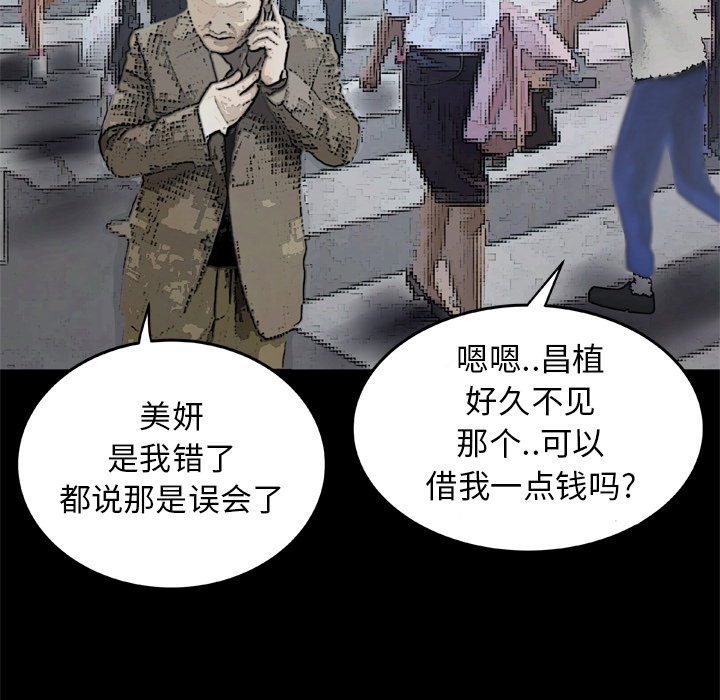 美妍
是我错了
都说那是误会了
嗯嗯..昌植
好久不见
那个..可以
借我一点钱吗?